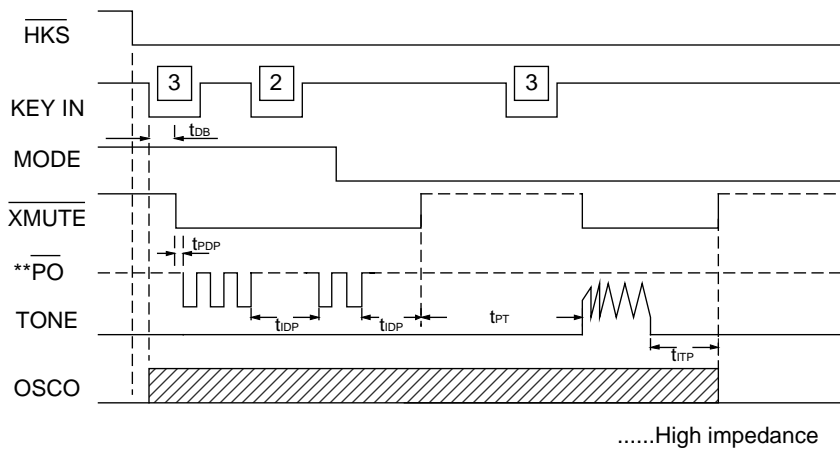 HKS
3 2 3
KEY IN
tDB
MODE
XMUTE
tPDP
**PO
tIDP tIDP tPT
TONE
tITP
OSCO
......High impedance